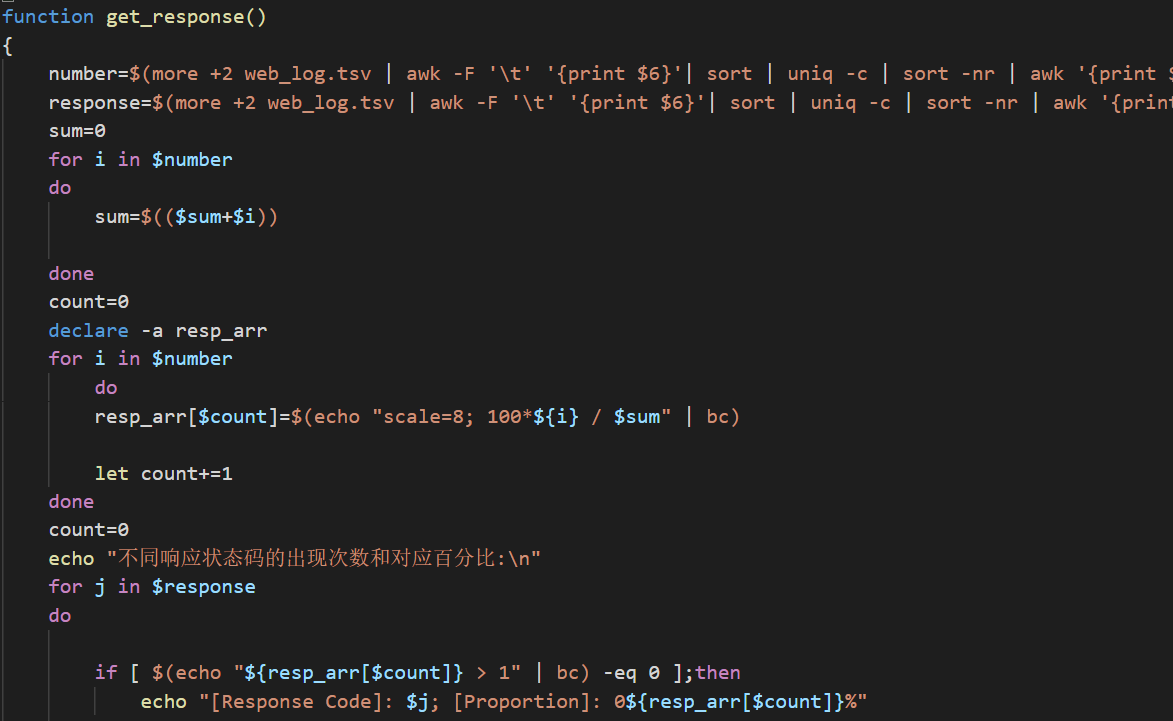 function get_response()
{
    number=$(more +2 web_log.tsv | awk -F '\t' '{print $6}'| sort | uniq -c | sort -nr | awk '{print
    response=$(more +2 web_log.tsv | awk -F '\t' '{print $6}'| sort | uniq -c | sort -nr | awk '{print
    sum=0
    for i in $number
    do
        sum=$(($sum+$i))
    done
    count=0
    declare -a resp_arr
    for i in $number
        do
        resp_arr[$count]=$(echo "scale=8; 100*${i} / $sum" | bc)
        let count+=1
    done
    count=0
    echo "不同响应状态码的出现次数和对应百分比:\n"
    for j in $response
    do
        if [ $(echo "${resp_arr[$count]} > 1" | bc) -eq 0 ];then
            echo "[Response Code]: $j; [Proportion]: 0${resp_arr[$count]}%"